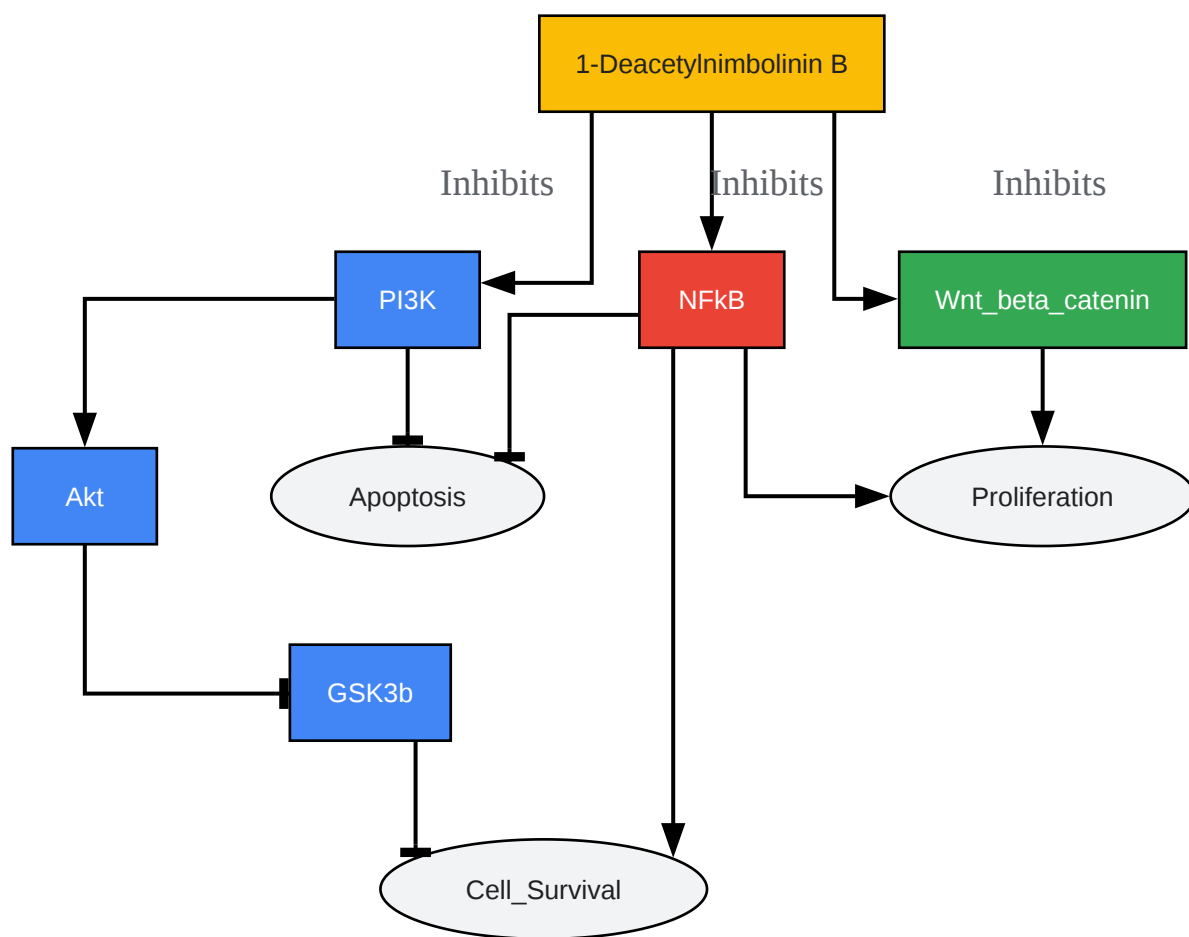 1-Deacetylnimbolinin B
Inhibits
Inhibits
Inhibits
PI3K
NFkB
Wnt_beta_catenin
Akt
Apoptosis
Proliferation
GSK3b
Cell_Survival